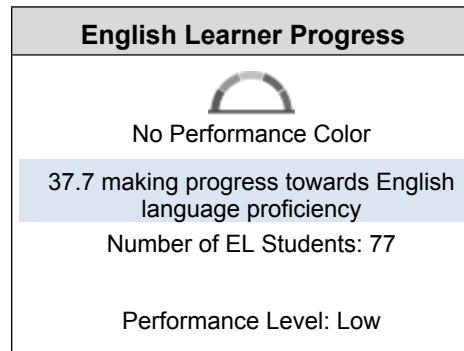 English Learner Progress
No Performance Color
37.7 making progress towards English
language proficiency
Number of EL Students: 77
Performance Level: Low